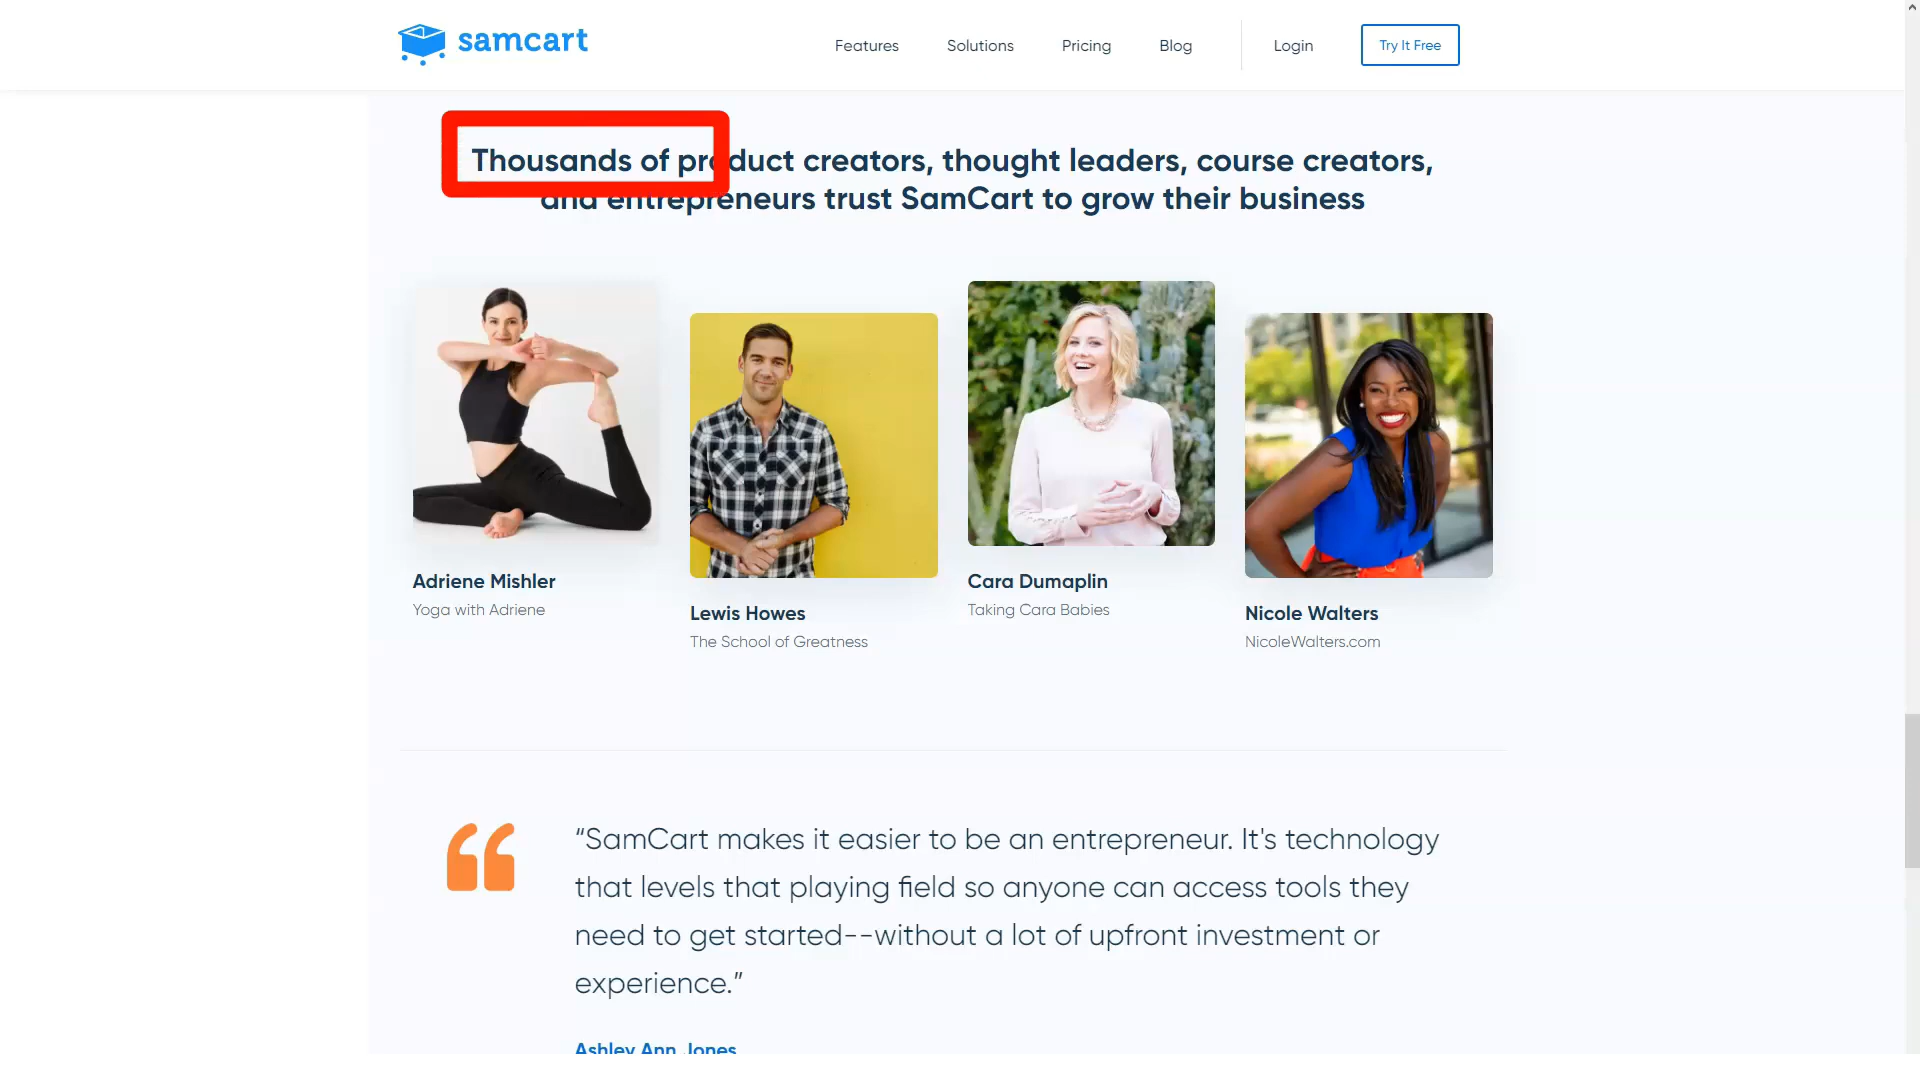 samcart
Features
Solutions
Pricing
Blog
Login
Try It Free
Thousands of product creators, thought leaders, course creators,
and entrepreneurs trust SamCart to grow their business
Adriene Mishler
Yoga with Adriene
Lewis Howes
The School of Greatness
Cara Dumaplin
Taking Cara Babies
Nicole Walters
NicoleWalters.com
“SamCart makes it easier to be an entrepreneur. It's technology
that levels that playing field so anyone can access tools they
need to get started--without a lot of upfront investment or
experience.”
Ashley Ann Jones